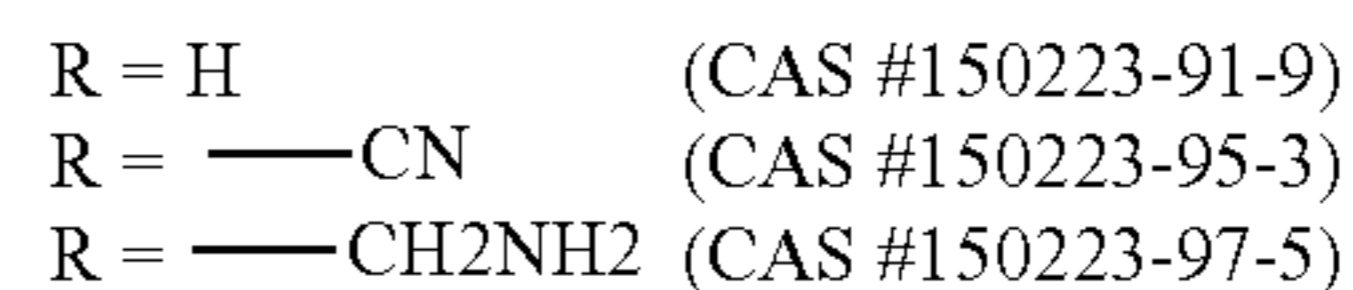 R = H (CAS #150223-91-9)
R = —CN (CAS #150223-95-3)
R = —CH2NH2 (CAS #150223-97-5)